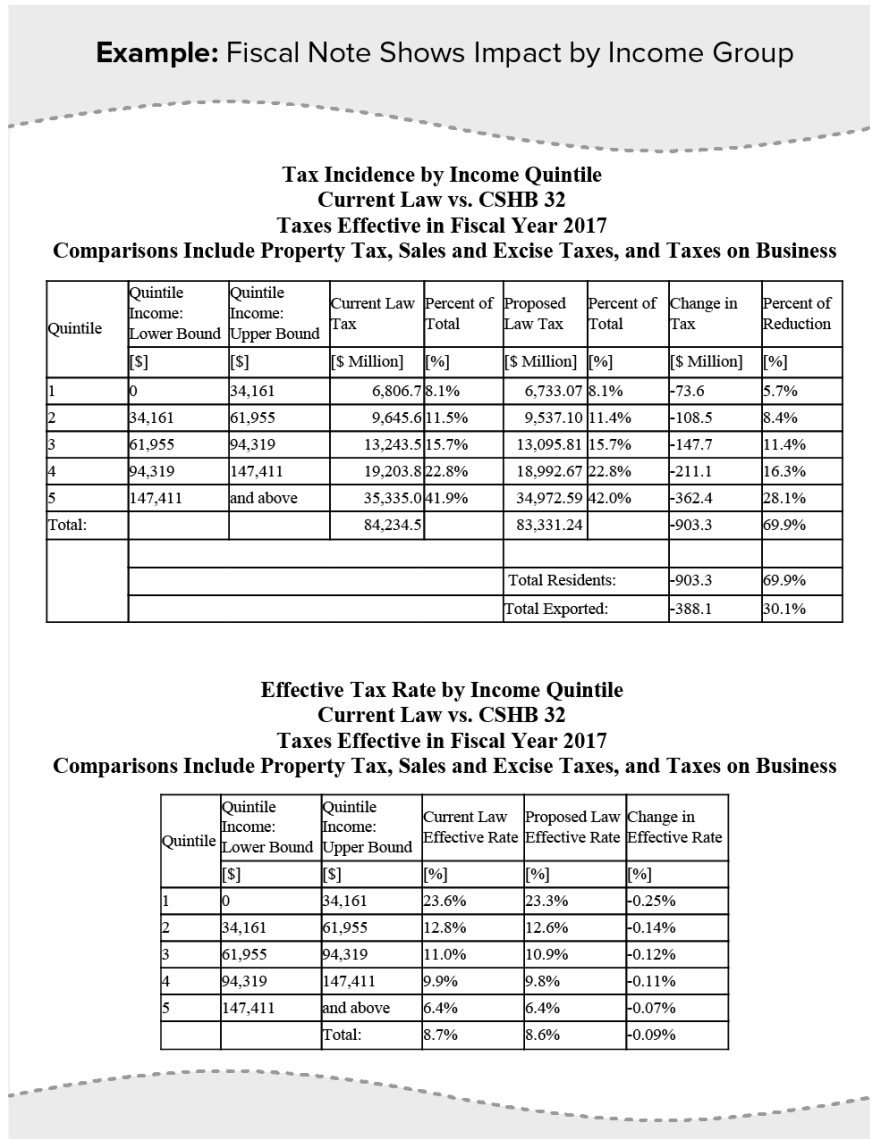 Example: Fiscal Note Shows Impact by Income Group
Tax Incidence by Income Quintile
Current Law vs. CSHB 32
Taxes Effective in Fiscal Year 2017
Comparisons Include Property Tax, Sales and Excise Taxes, and Taxes on Business
Quintile Quintile Income: Lower Bound Quintile Income: Upper Bound Current Law Tax Percent of Total Proposed Law Tax Percent of Total Change in Tax Percent of Reduction
[$] [$] [$ Million] [%] [$ Million] [%] [$ Million] [%]
1 0 34,161 6,806.7 8.1% 6,733.07 8.1% -73.6 5.7%
2 34,161 61,955 9,645.6 11.5% 9,537.10 11.4% -108.5 8.4%
3 61,955 94,319 13,243.5 15.7% 13,095.81 15.7% -147.7 11.4%
4 94,319 147,411 19,203.8 22.8% 18,992.67 22.8% -211.1 16.3%
5 147,411 and above 35,335.0 41.9% 34,972.59 42.0% -362.4 28.1%
Total: 84,234.5 83,331.24 -903.3 69.9%
Total Residents: -903.3 69.9%
Total Exported: -388.1 30.1%
Effective Tax Rate by Income Quintile
Current Law vs. CSHB 32
Taxes Effective in Fiscal Year 2017
Comparisons Include Property Tax, Sales and Excise Taxes, and Taxes on Business
Quintile Quintile Income: Lower Bound Quintile Income: Upper Bound Current Law Effective Rate Proposed Law Effective Rate Change in Effective Rate
[$] [$] [%] [%] [%]
1 0 34,161 23.6% 23.3% -0.25%
2 34,161 61,955 12.8% 12.6% -0.14%
3 61,955 94,319 11.0% 10.9% -0.12%
4 94,319 147,411 9.9% 9.8% -0.11%
5 147,411 and above 6.4% 6.4% -0.07%
Total: 8.7% 8.6% -0.09%